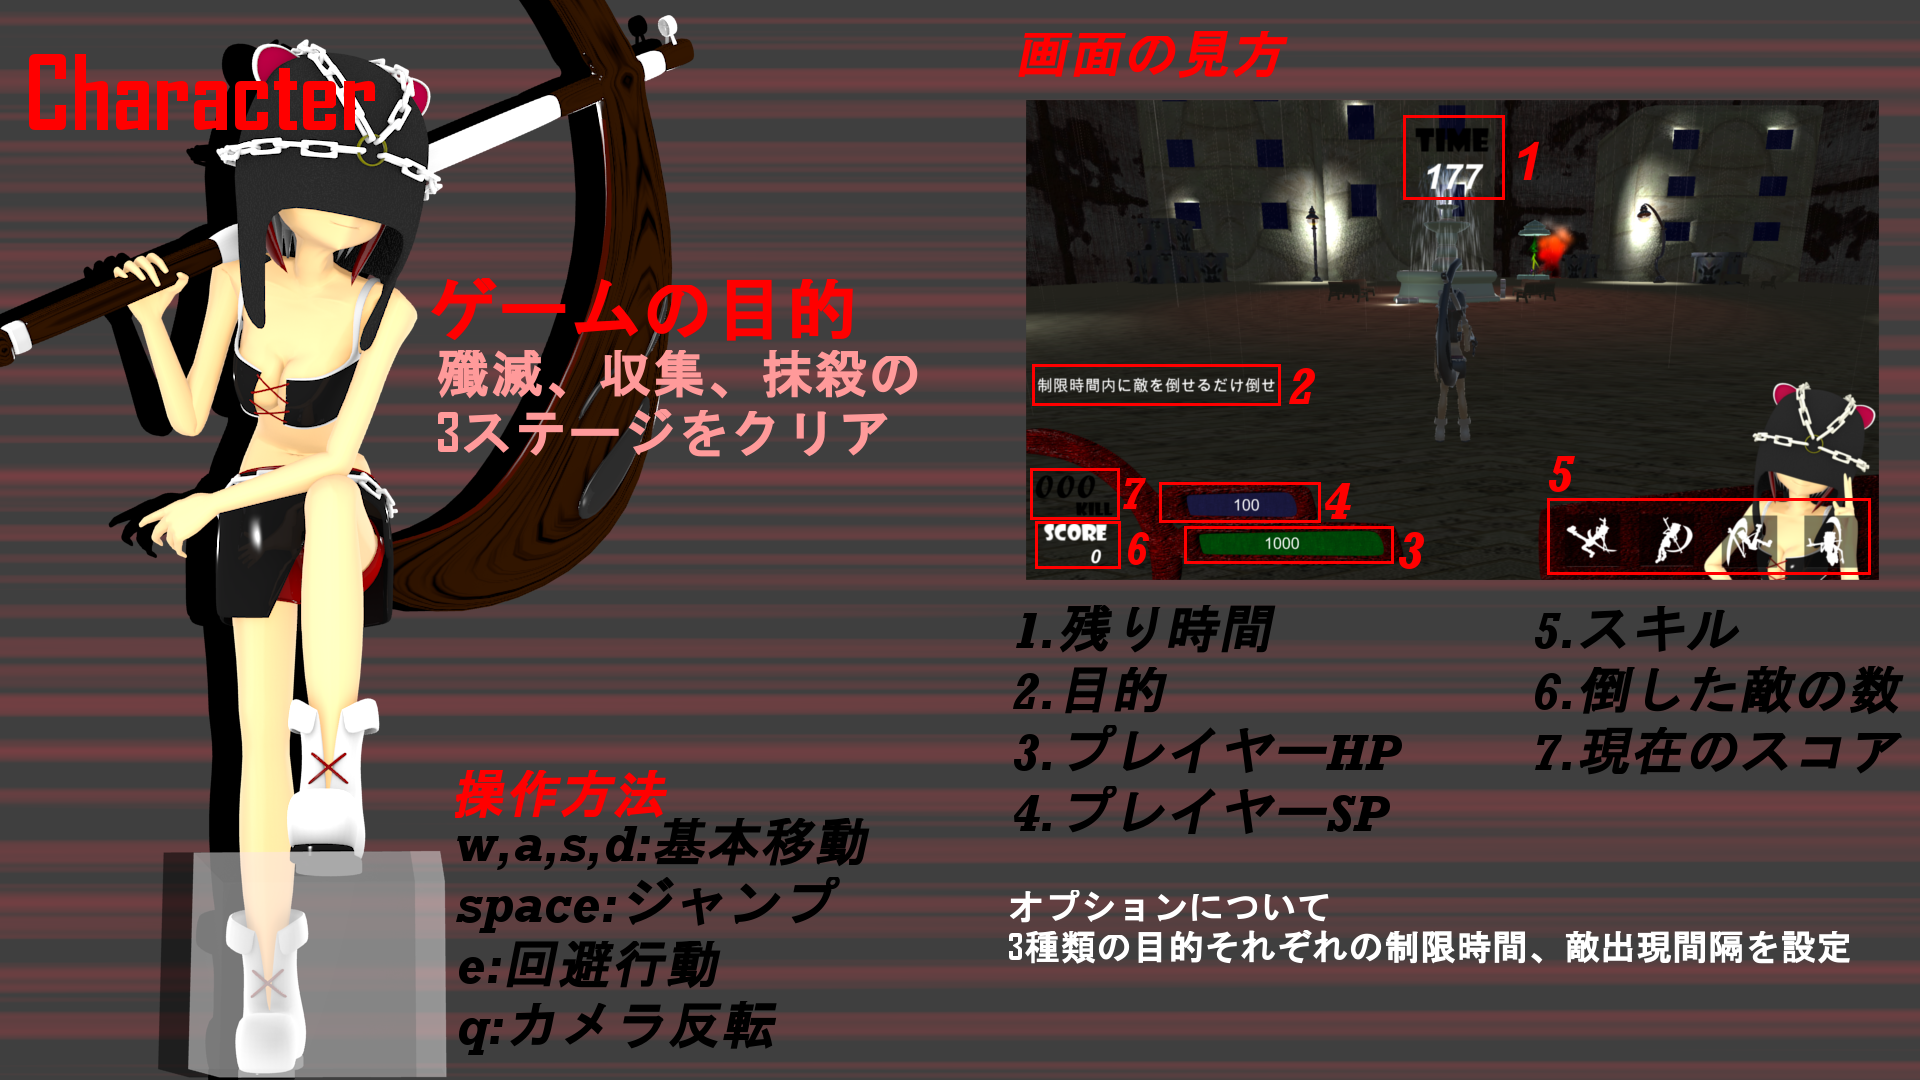 Character
ゲームの目的
殲滅、収集、抹殺の
3ステージをクリア
操作方法
w,a,s,d:基本移動
space:ジャンプ
e:回避行動
q:カメラ反転
画面の見方
TIME
177
1
制限時間内に敵を倒せるだけ倒せ
2
000
KILL
7
100
4
SCORE
0
6
1000
3
5
1.残り時間
2.目的
3.プレイヤーHP
4.プレイヤーSP
5.スキル
6.倒した敵の数
7.現在のスコア
オプションについて
3種類の目的それぞれの制限時間、敵出現間隔を設定